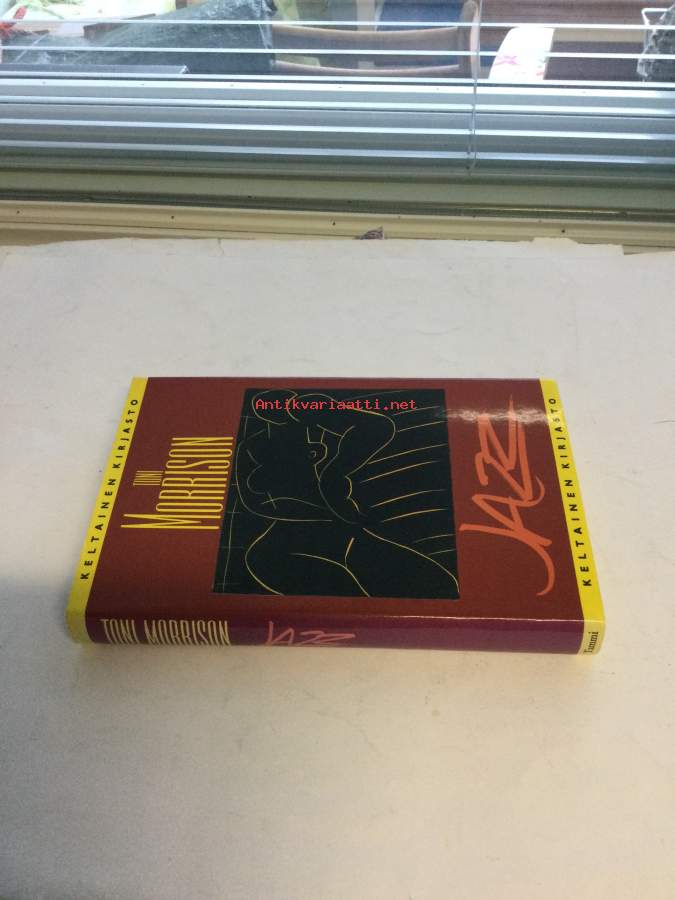 KELTAINEN KIRJASTO
TONI
MORRISON
Antikvariaatti.net
JAZZ
KELTAINEN KIRJASTO
TONI MORRISON
JAZZ
Tammi